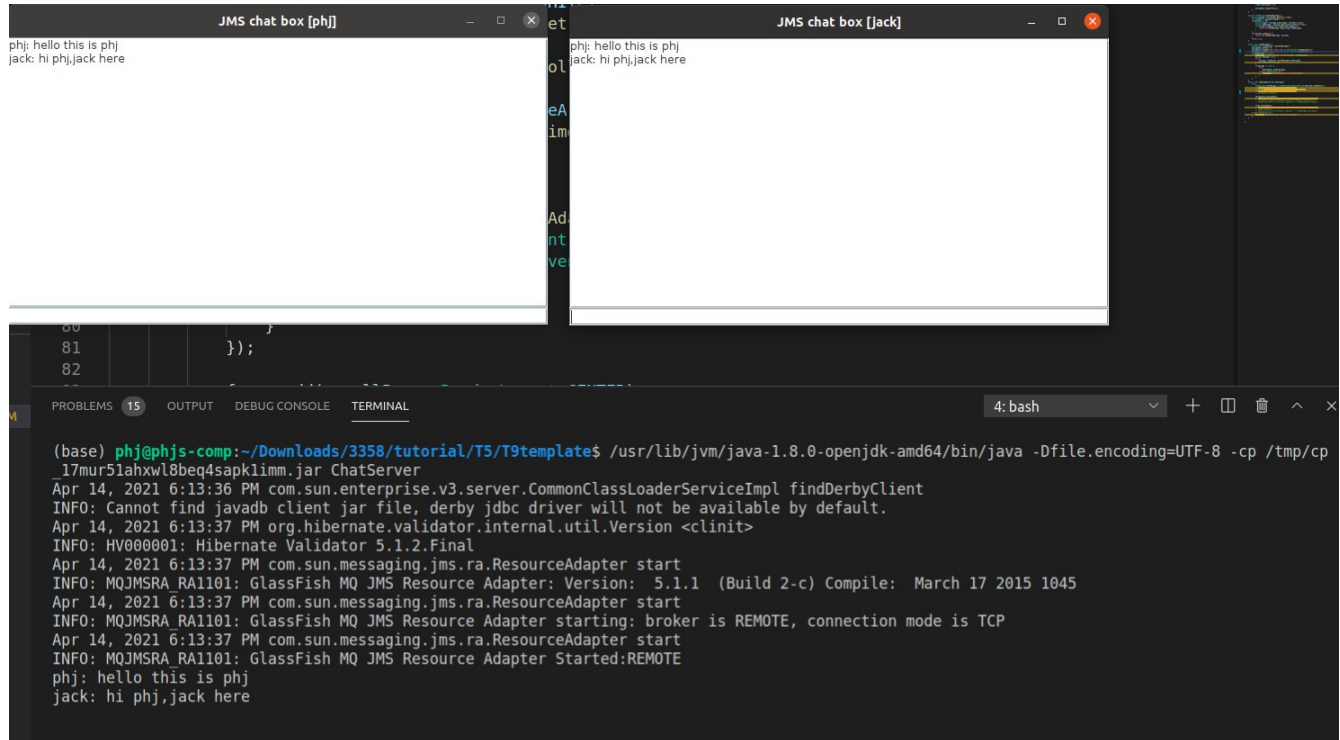 JMS chat box [phj]
phj: hello this is phj
jack: hi phj,jack here
JMS chat box [jack]
phj: hello this is phj
jack: hi phj,jack here
et
ol
eA
im
Ad
nt
ve
80 }
81 });
82
PROBLEMS 15 OUTPUT DEBUG CONSOLE TERMINAL 4: bash
M
(base) phj@phjs-comp:~/Downloads/3358/tutorial/T5/T9template$ /usr/lib/jvm/java-1.8.0-openjdk-amd64/bin/java -Dfile.encoding=UTF-8 -cp /tmp/cp
_17mur51ahxwl8beq4sapk1imm.jar ChatServer
Apr 14, 2021 6:13:36 PM com.sun.enterprise.v3.server.CommonClassLoaderServiceImpl findDerbyClient
INFO: Cannot find javadb client jar file, derby jdbc driver will not be available by default.
Apr 14, 2021 6:13:37 PM org.hibernate.validator.internal.util.Version <clinit>
INFO: HV000001: Hibernate Validator 5.1.2.Final
Apr 14, 2021 6:13:37 PM com.sun.messaging.jms.ra.ResourceAdapter start
INFO: MQJMSRA_RA1101: GlassFish MQ JMS Resource Adapter: Version:  5.1.1  (Build 2-c) Compile:  March 17 2015 1045
Apr 14, 2021 6:13:37 PM com.sun.messaging.jms.ra.ResourceAdapter start
INFO: MQJMSRA_RA1101: GlassFish MQ JMS Resource Adapter starting: broker is REMOTE, connection mode is TCP
Apr 14, 2021 6:13:37 PM com.sun.messaging.jms.ra.ResourceAdapter start
INFO: MQJMSRA_RA1101: GlassFish MQ JMS Resource Adapter Started:REMOTE
phj: hello this is phj
jack: hi phj,jack here